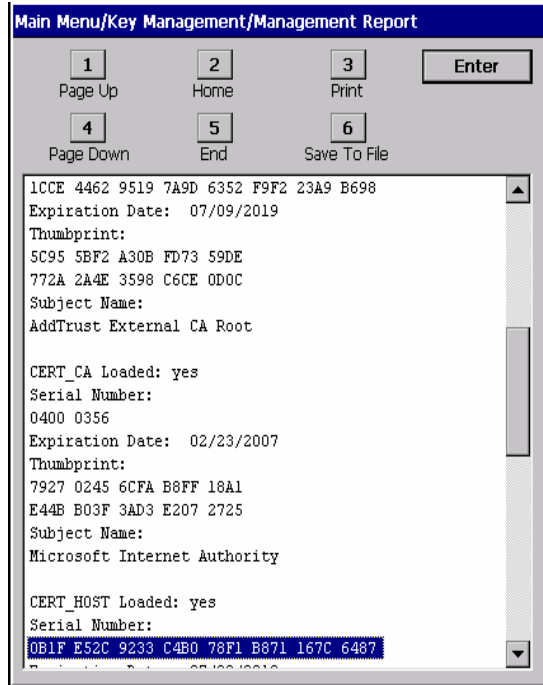 Main Menu/Key Management/Management Report
1 2 3 Enter
Page Up Home Print
4 5 6
Page Down End Save To File
1CCE 4462 9519 7A9D 6352 F9F2 23A9 B698
Expiration Date: 07/09/2019
Thumbprint:
5C95 5BF2 A30B FD73 59DE
772A 2A4E 3598 C6CE 0D0C
Subject Name:
AddTrust External CA Root
CERT_CA Loaded: yes
Serial Number:
0400 0356
Expiration Date: 02/23/2007
Thumbprint:
7927 0245 6CFA B8FF 18A1
E44B B03F 3AD3 E207 2725
Subject Name:
Microsoft Internet Authority
CERT_HOST Loaded: yes
Serial Number:
0B1F E52C 9233 C4B0 78F1 B871 167C 6487